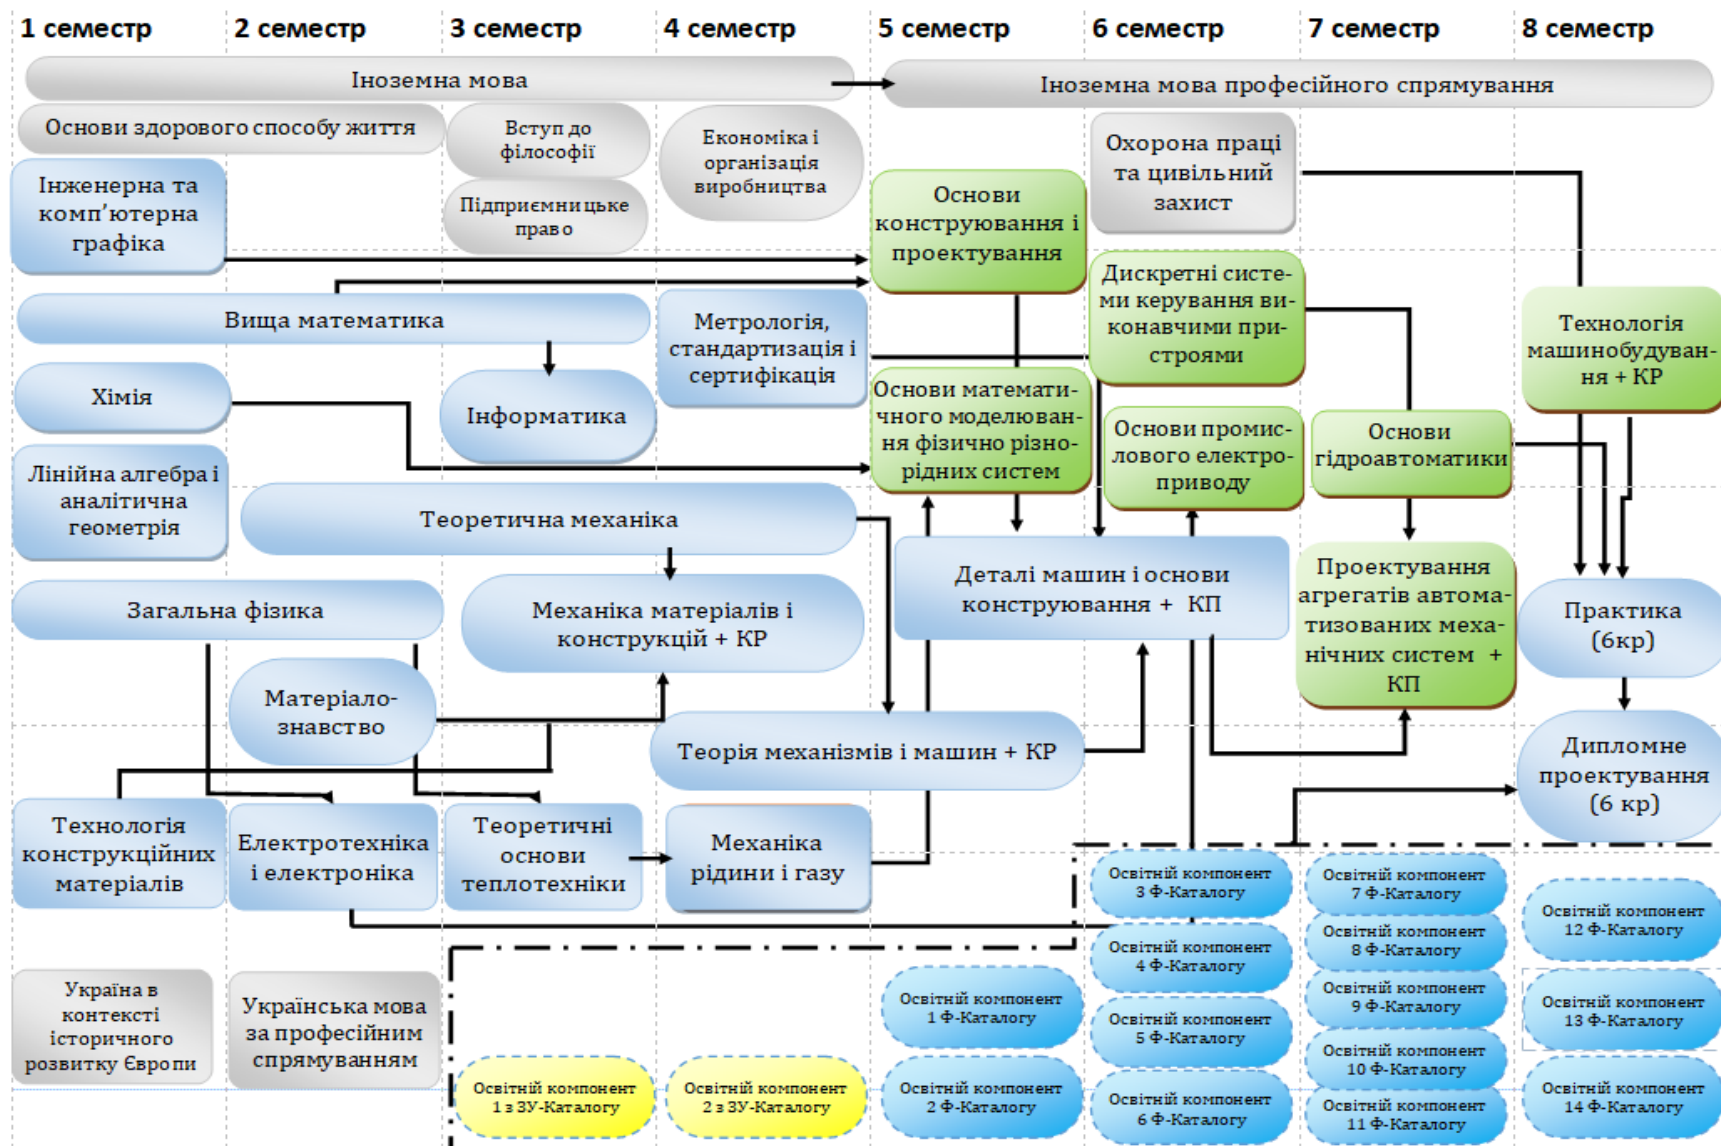 1 семестр
2 семестр
3 семестр
4 семестр
5 семестр
6 семестр
7 семестр
8 семестр
Іноземна мова
Іноземна мова професійного спрямування
Основи здорового способу життя
Вступ до
філософії
Економіка і
організація
виробництва
Охорона праці
та цивільний
захист
Інженерна та
комп’ютерна
графіка
Підприємницьке
право
Основи
конструювання і
проектування
Дискретні систе-
ми керування ви-
конавчими при-
строями
Вища математика
Метрологія,
стандартизація і
сертифікація
Технологія
машинобудуван-
ня + КР
Хімія
Інформатика
Основи математи-
чного моделюван-
ня фізично різно-
рідних систем
Основи промис-
лового електро-
приводу
Основи
гідроавтоматики
Лінійна алгебра і
аналітична
геометрія
Теоретична механіка
Деталі машин і основи
конструювання + КП
Проектування
агрегатів автома-
тизованих меха-
нічних систем +
КП
Практика
(6кр)
Загальна фізика
Механіка матеріалів і
конструкцій + КР
Матеріало-
знавство
Теорія механізмів і машин + КР
Дипломне
проектування
(6 кр)
Технологія
конструкційних
матеріалів
Електротехніка
і електроніка
Теоретичні
основи
теплотехніки
Механіка
рідини і газу
Освітній компонент
3 Ф-Каталогу
Освітній компонент
7 Ф-Каталогу
Освітній компонент
12 Ф-Каталогу
Освітній компонент
4 Ф-Каталогу
Освітній компонент
8 Ф-Каталогу
Україна в
контексті
історичного
розвитку Європи
Українська мова
за професійним
спрямуванням
Освітній компонент
1 Ф-Каталогу
Освітній компонент
5 Ф-Каталогу
Освітній компонент
9 Ф-Каталогу
Освітній компонент
13 Ф-Каталогу
Освітній компонент
10 Ф-Каталогу
Освітній компонент
1 з ЗУ-Каталогу
Освітній компонент
2 з ЗУ-Каталогу
Освітній компонент
2 Ф-Каталогу
Освітній компонент
6 Ф-Каталогу
Освітній компонент
11 Ф-Каталогу
Освітній компонент
14 Ф-Каталогу